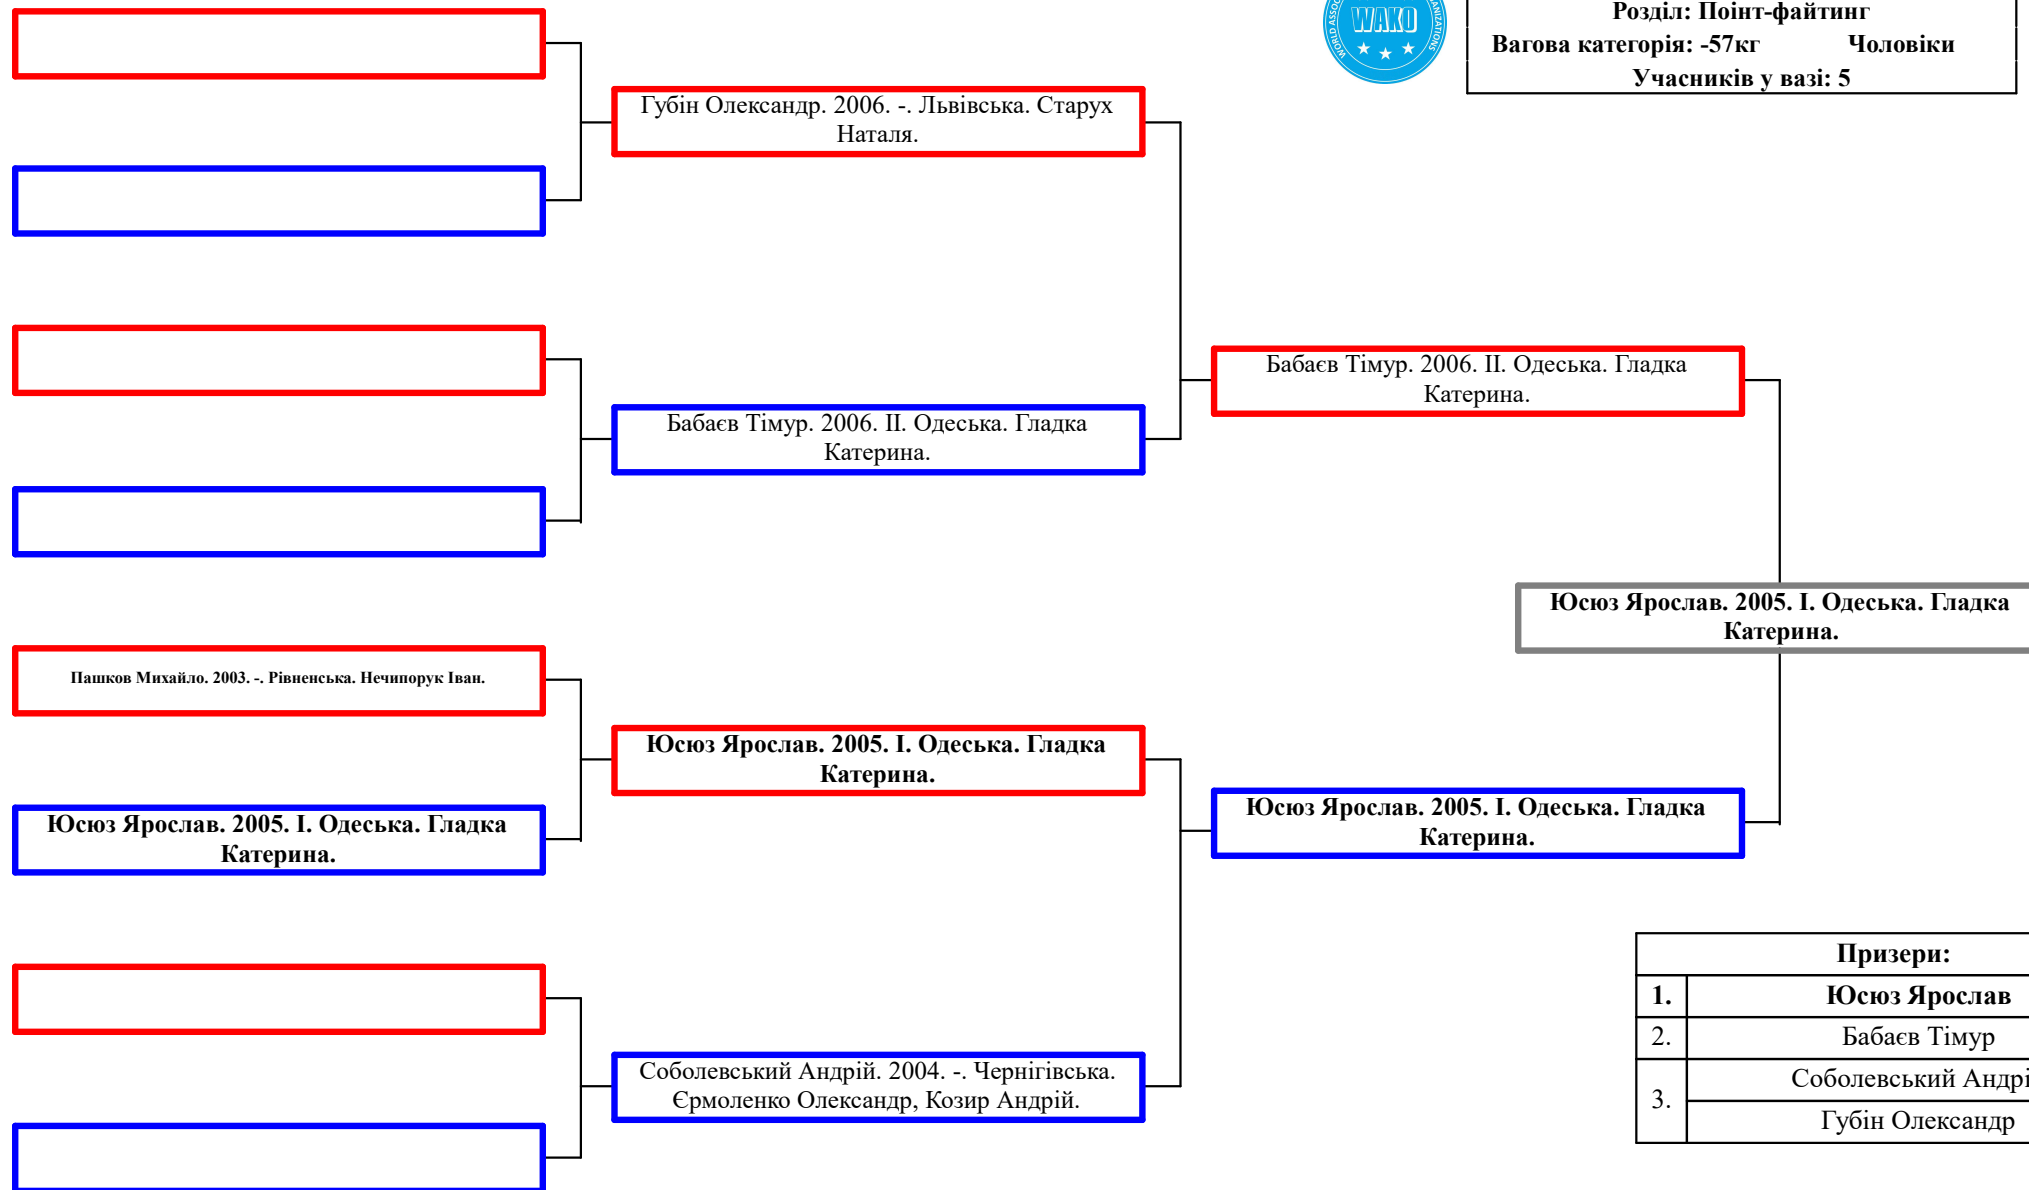 WAKO
Розділ: Поінт-файтинг
Вагова категорія: -57кг Чоловіки
Учасників у вазі: 5
Губін Олександр. 2006. -. Львівська. Старух
Наталя.
Бабаєв Тімур. 2006. ІІ. Одеська. Гладка
Катерина.
Бабаєв Тімур. 2006. ІІ. Одеська. Гладка
Катерина.
Юсюз Ярослав. 2005. І. Одеська. Гладка
Катерина.
Пашков Михайло. 2003. -. Рівненська. Нечипорук Іван.
Юсюз Ярослав. 2005. І. Одеська. Гладка
Катерина.
Юсюз Ярослав. 2005. І. Одеська. Гладка
Катерина.
Юсюз Ярослав. 2005. І. Одеська. Гладка
Катерина.
Соболевський Андрій. 2004. -. Чернігівська.
Єрмоленко Олександр, Козир Андрій.
Призери:
1. Юсюз Ярослав
2. Бабаєв Тімур
3. Соболевський Андрі
Губін Олександр